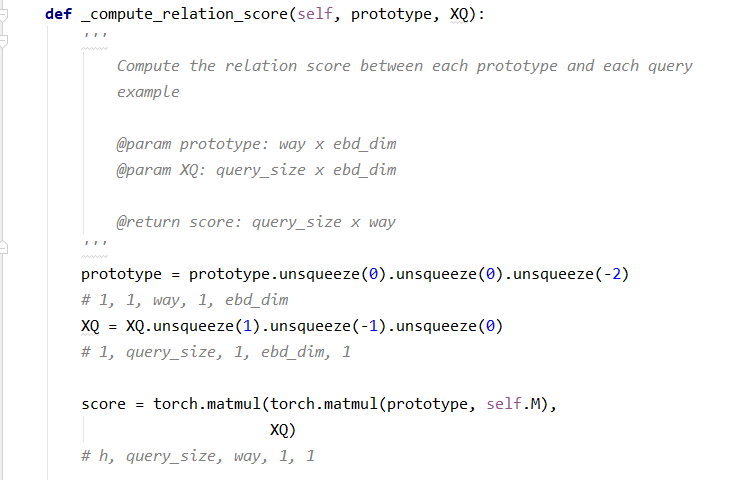 def _compute_relation_score(self, prototype, XQ):
'''
Compute the relation score between each prototype and each query
example
@param prototype: way x ebd_dim
@param XQ: query_size x ebd_dim
@return score: query_size x way
'''
prototype = prototype.unsqueeze(0).unsqueeze(0).unsqueeze(-2)
# 1, 1, way, 1, ebd_dim
XQ = XQ.unsqueeze(1).unsqueeze(-1).unsqueeze(0)
# 1, query_size, 1, ebd_dim, 1
score = torch.matmul(torch.matmul(prototype, self.M),
XQ)
# h, query_size, way, 1, 1